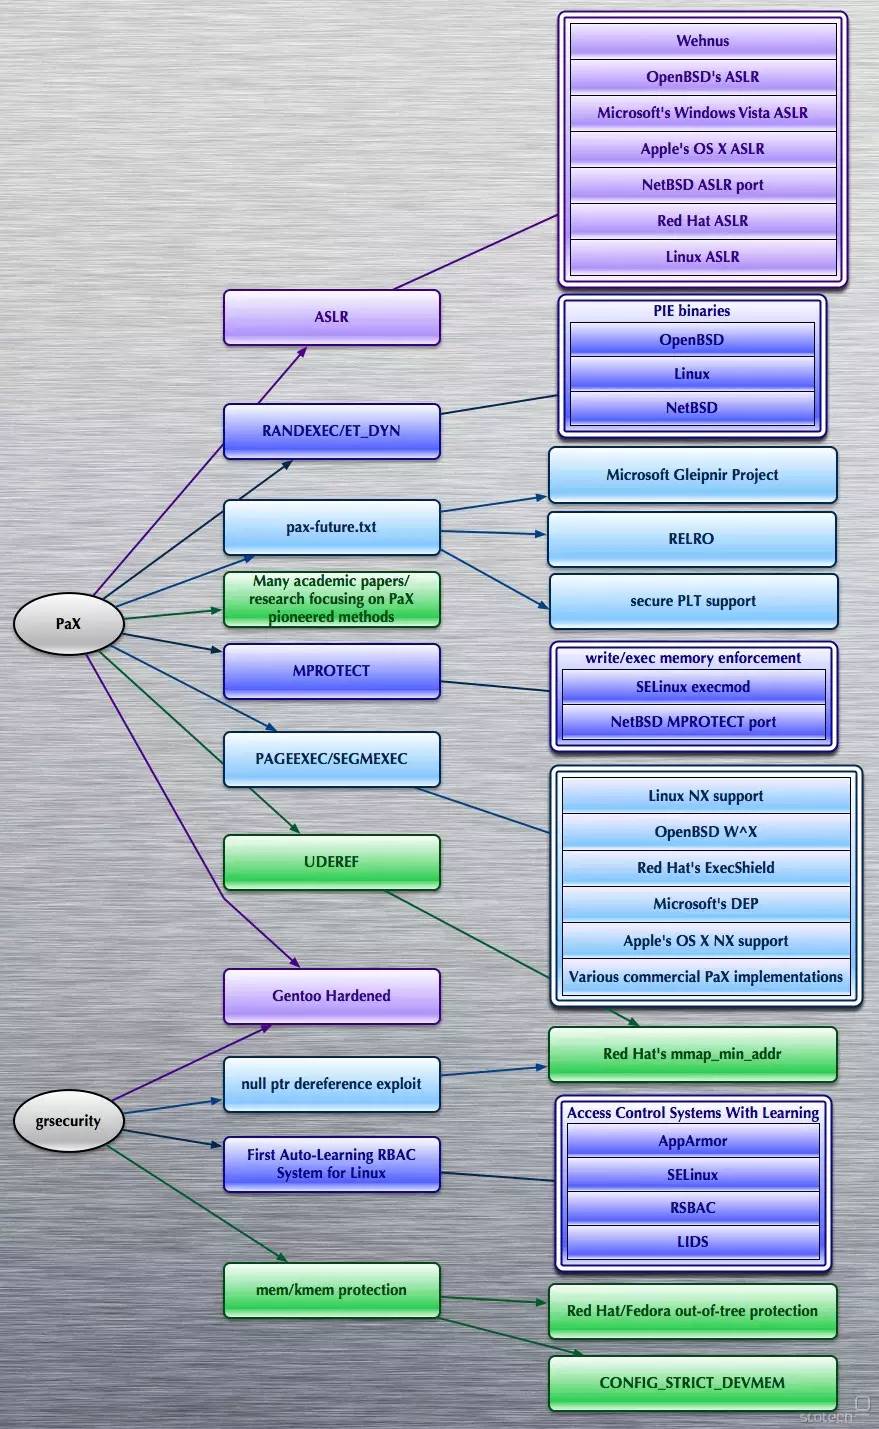 Wehnus
OpenBSD's ASLR
Microsoft's Windows Vista ASLR
Apple's OS X ASLR
NetBSD ASLR port
Red Hat ASLR
Linux ASLR
ASLR
PIE binaries
OpenBSD
Linux
NetBSD
RANDEXEC/ET_DYN
Microsoft Gleipnir Project
pax-future.txt
RELRO
secure PLT support
Many academic papers/
research focusing on PaX
pioneered methods
PaX
write/exec memory enforcement
SELinux execmod
NetBSD MPROTECT port
MPROTECT
PAGEEXEC/SEGMEXEC
Linux NX support
OpenBSD W^X
Red Hat's ExecShield
Microsoft's DEP
Apple's OS X NX support
Various commercial PaX implementations
UDEREF
Gentoo Hardened
Red Hat's mmap_min_addr
null ptr dereference exploit
grsecurity
Access Control Systems With Learning
AppArmor
SELinux
RSBAC
LIDS
First Auto-Learning RBAC
System for Linux
mem/kmem protection
Red Hat/Fedora out-of-tree protection
CONFIG_STRICT_DEVMEM